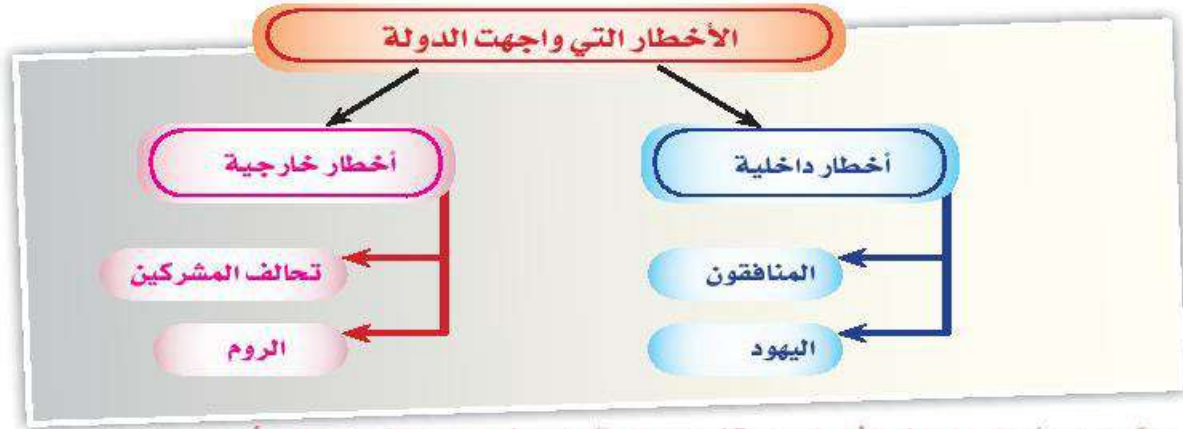 الأخطار التي واجهت الدولة
أخطار داخلية
المنافقون
اليهود
أخطار خارجية
تحالف المشركين
الروم